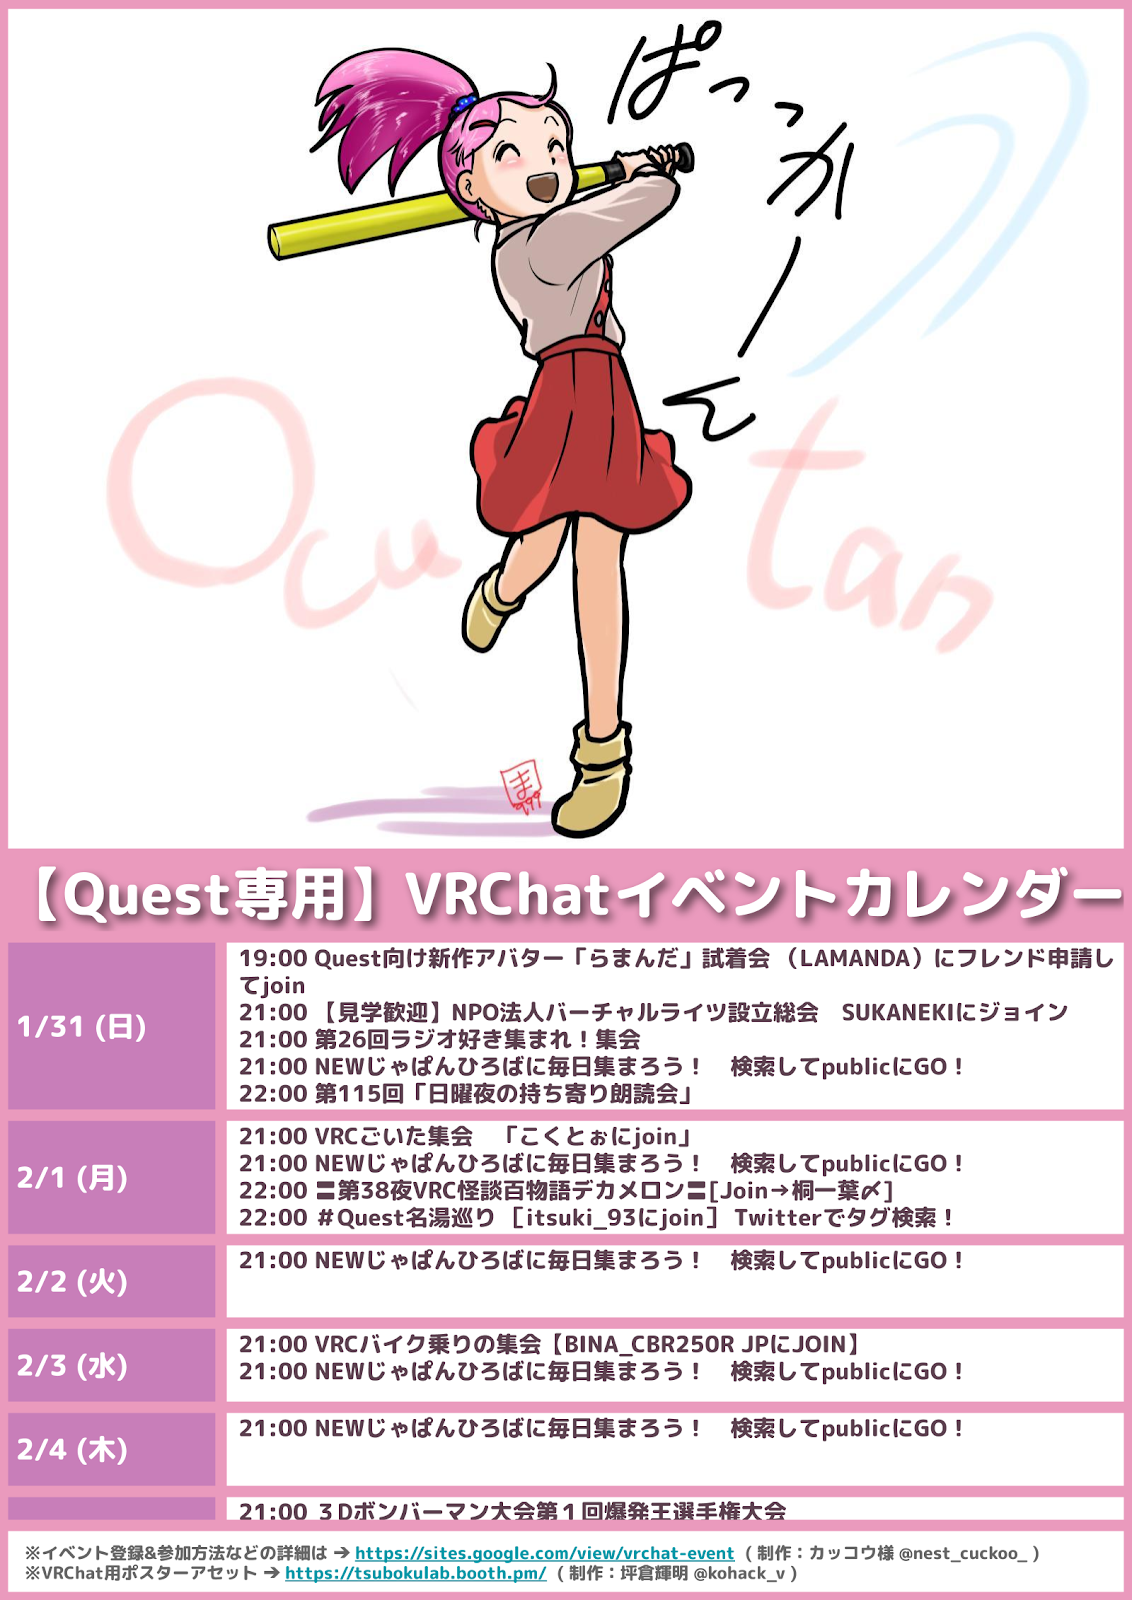 ぱっっかーん
Ocu tan
ま
999
【Quest専用】VRChatイベントカレンダー
1/31 (日)
19:00 Quest向け新作アバター「らまんだ」試着会 （LAMANDA）にフレンド申請し
てjoin
21:00 【見学歓迎】NPO法人バーチャルライツ設立総会　SUKANEKIにジョイン
21:00 第26回ラジオ好き集まれ！集会
21:00 NEWじゃぱんひろばに毎日集まろう！　検索してpublicにGO！
22:00 第115回「日曜夜の持ち寄り朗読会」
2/1 (月)
21:00 VRCごいた集会　「こくとぉにjoin」
21:00 NEWじゃぱんひろばに毎日集まろう！　検索してpublicにGO！
22:00 〓第38夜VRC怪談百物語デカメロン〓[Join→桐一葉〆]
22:00 ＃Quest名湯巡り ［itsuki_93にjoin］ Twitterでタグ検索！
2/2 (火)
21:00 NEWじゃぱんひろばに毎日集まろう！　検索してpublicにGO！
2/3 (水)
21:00 VRCバイク乗りの集会【BINA_CBR250R JPにJOIN】
21:00 NEWじゃぱんひろばに毎日集まろう！　検索してpublicにGO！
2/4 (木)
21:00 NEWじゃぱんひろばに毎日集まろう！　検索してpublicにGO！
21:00 ３Dボンバーマン大会第１回爆発王選手権大会
※イベント登録&参加方法などの詳細は ➔ https://sites.google.com/view/vrchat-event ( 制作：カッコウ様 @nest_cuckoo_ )
※VRChat用ポスターアセット ➔ https://tsubokulab.booth.pm/ ( 制作：坪倉輝明 @kohack_v )